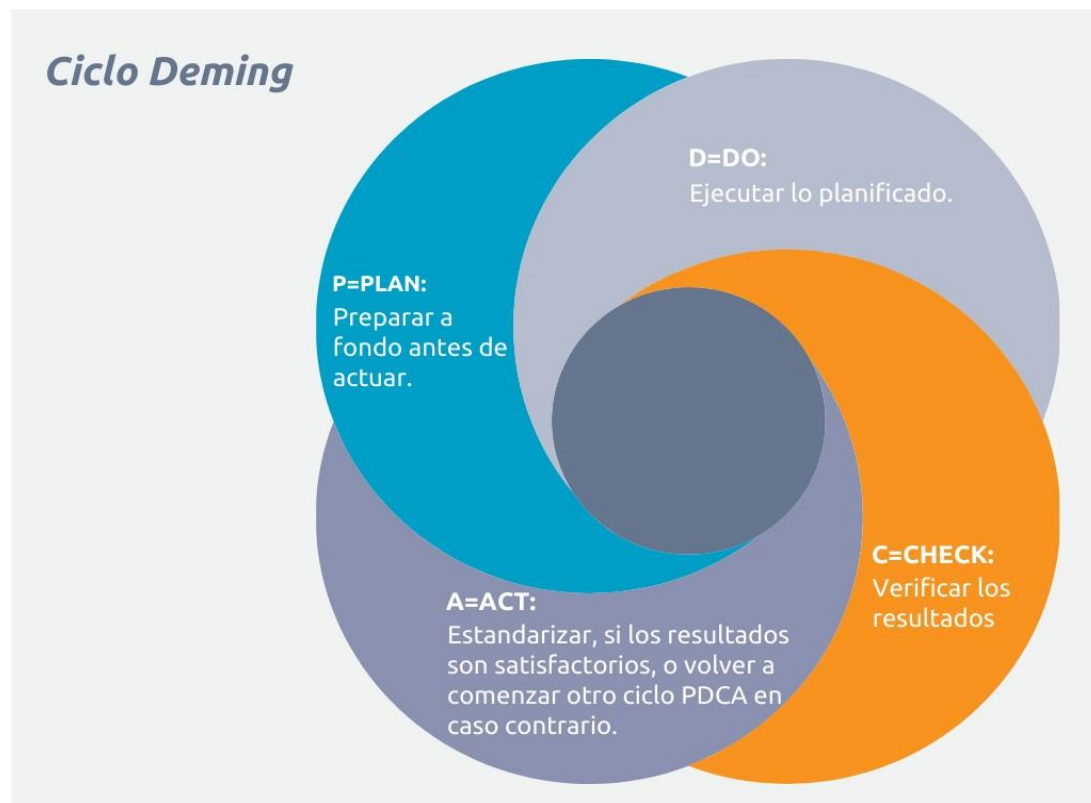 Ciclo Deming
P=PLAN:
Preparar a
fondo antes de
actuar.
D=DO:
Ejecutar lo planificado.
C=CHECK:
Verificar los
resultados
A=ACT:
Estandarizar, si los resultados
son satisfactorios, o volver a
comenzar otro ciclo PDCA en
caso contrario.